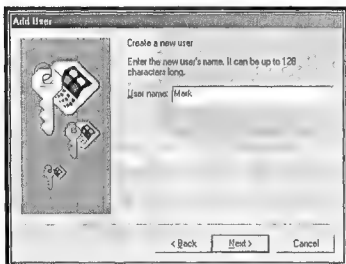 Add User
Create a new user
Enter the new user's name. It can be up to 128
characters long.
User name: Mark
< Back
Next >
Cancel